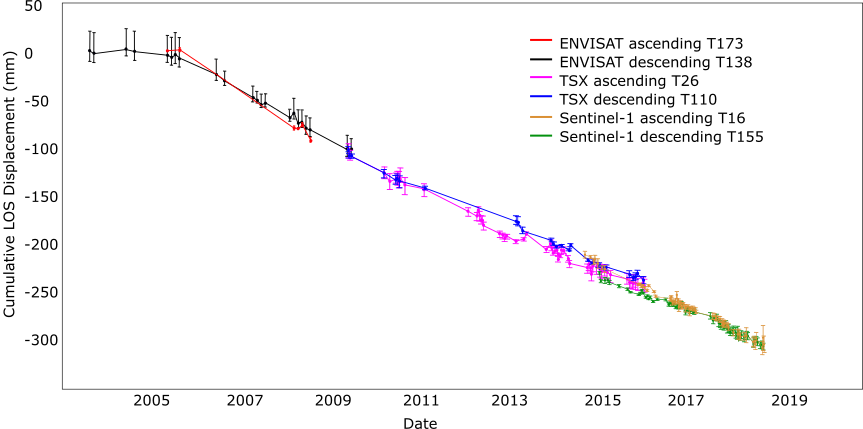 50
0
-50
-100
-150
-200
-250
-300
Cumulative LOS Displacement (mm)
ENVISAT ascending T173
ENVISAT descending T138
TSX ascending T26
TSX descending T110
Sentinel-1 ascending T16
Sentinel-1 descending T155
2005 2007 2009 2011 2013 2015 2017 2019
Date